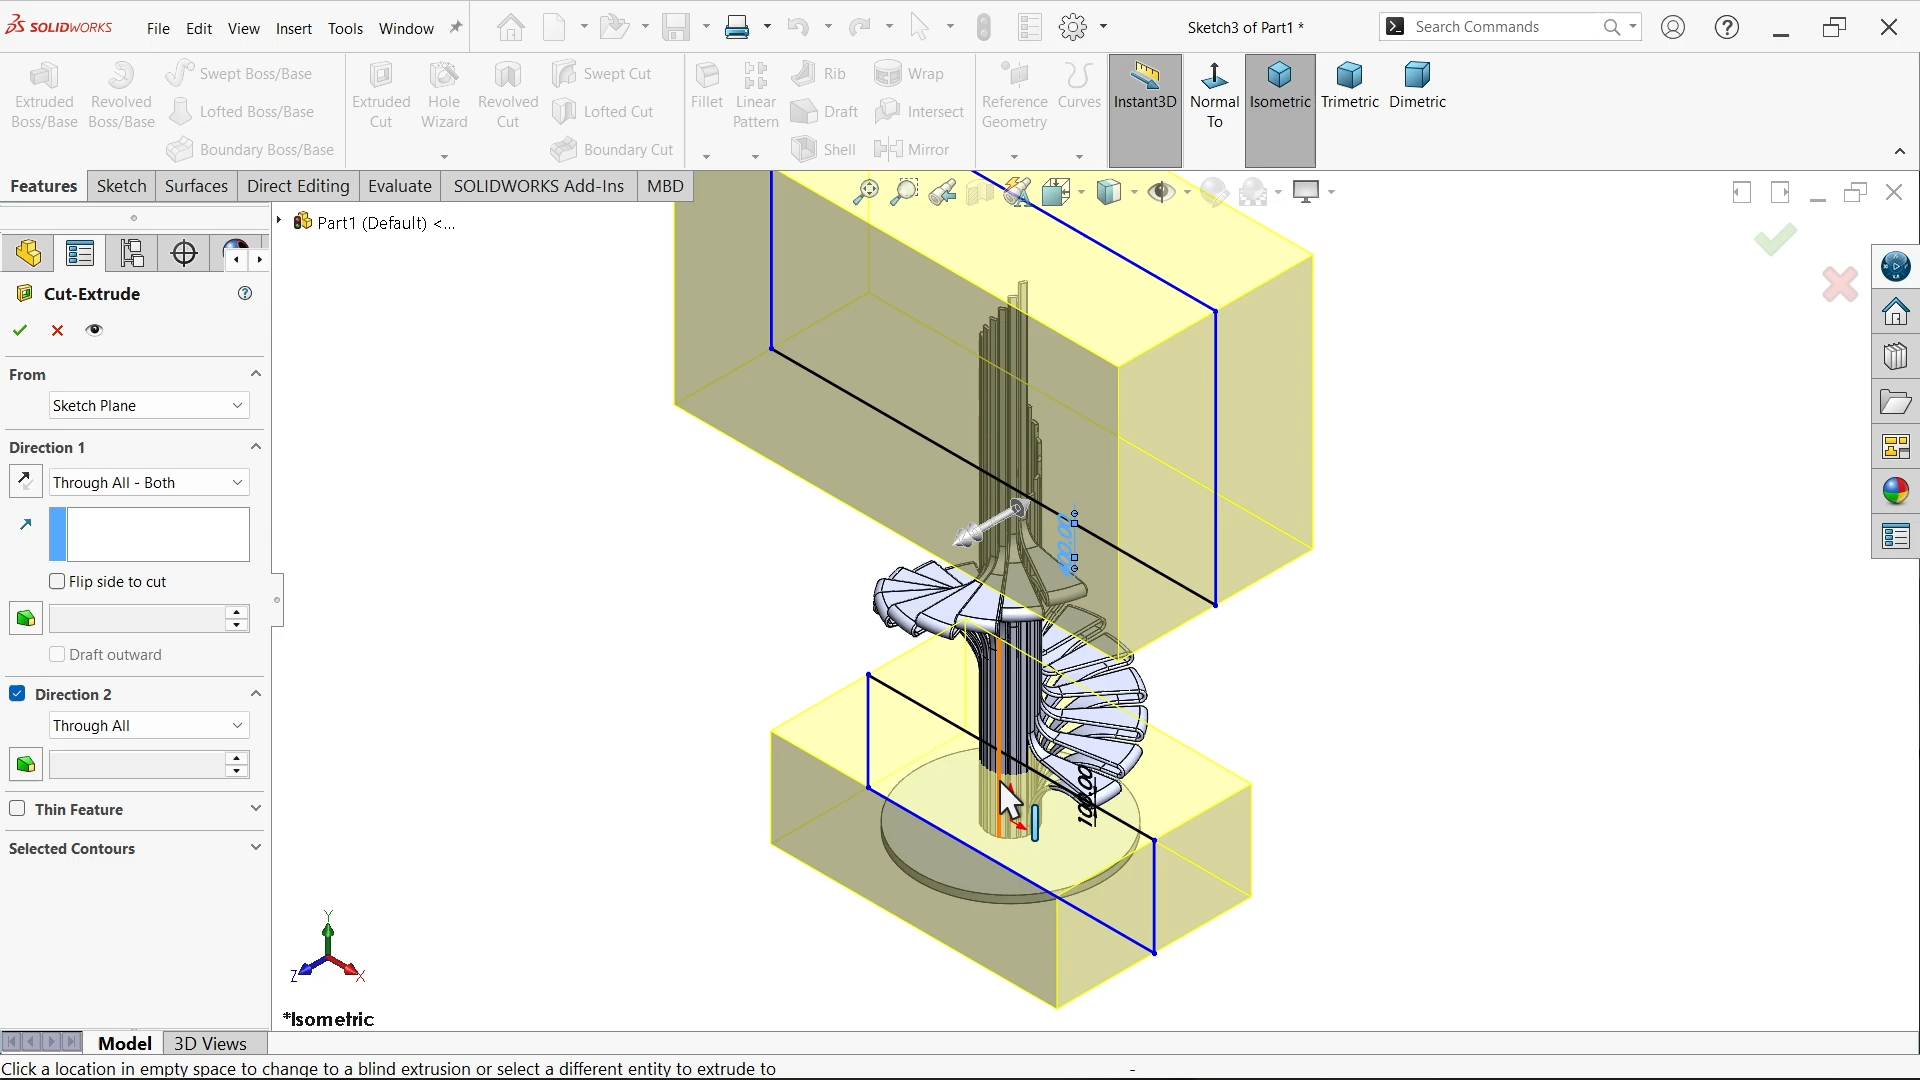 SOLIDWORKS File Edit View Insert Tools Window Sketch3 of Part1 * Search Commands
Extruded Boss/Base Revolved Boss/Base Swept Boss/Base Lofted Boss/Base Boundary Boss/Base Extruded Cut Hole Wizard Revolved Cut Swept Cut Lofted Cut Boundary Cut Fillet Linear Pattern Rib Draft Shell Wrap Intersect Mirror Reference Geometry Curves Instant3D Normal To Isometric Trimetric Dimetric
Features Sketch Surfaces Direct Editing Evaluate SOLIDWORKS Add-Ins MBD
Part1 (Default) <...
Cut-Extrude
From
Sketch Plane
Direction 1
Through All - Both
Flip side to cut
Draft outward
Direction 2
Through All
Thin Feature
Selected Contours
100.00
Y
Z X
*Isometric
Model 3D Views
Click a location in empty space to change to a blind extrusion or select a different entity to extrude to -